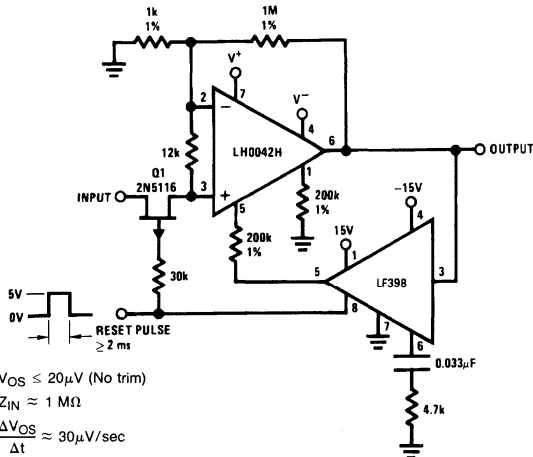 1k
1%
1M
1%
V+
7
V−
4
2
−
12k
LH0042H
6
OUTPUT
Q1
2N5116
INPUT
3
+
1
5
200k
1%
−15V
4
200k
1%
15V
1
5
LF398
3
30k
8
5V
0V
RESET PULSE
≥ 2 ms
7
6
0.033µF
4.7k
VOS ≤ 20µV (No trim)
ZIN ≈ 1 MΩ
ΔVOS
Δt
≈ 30µV/sec